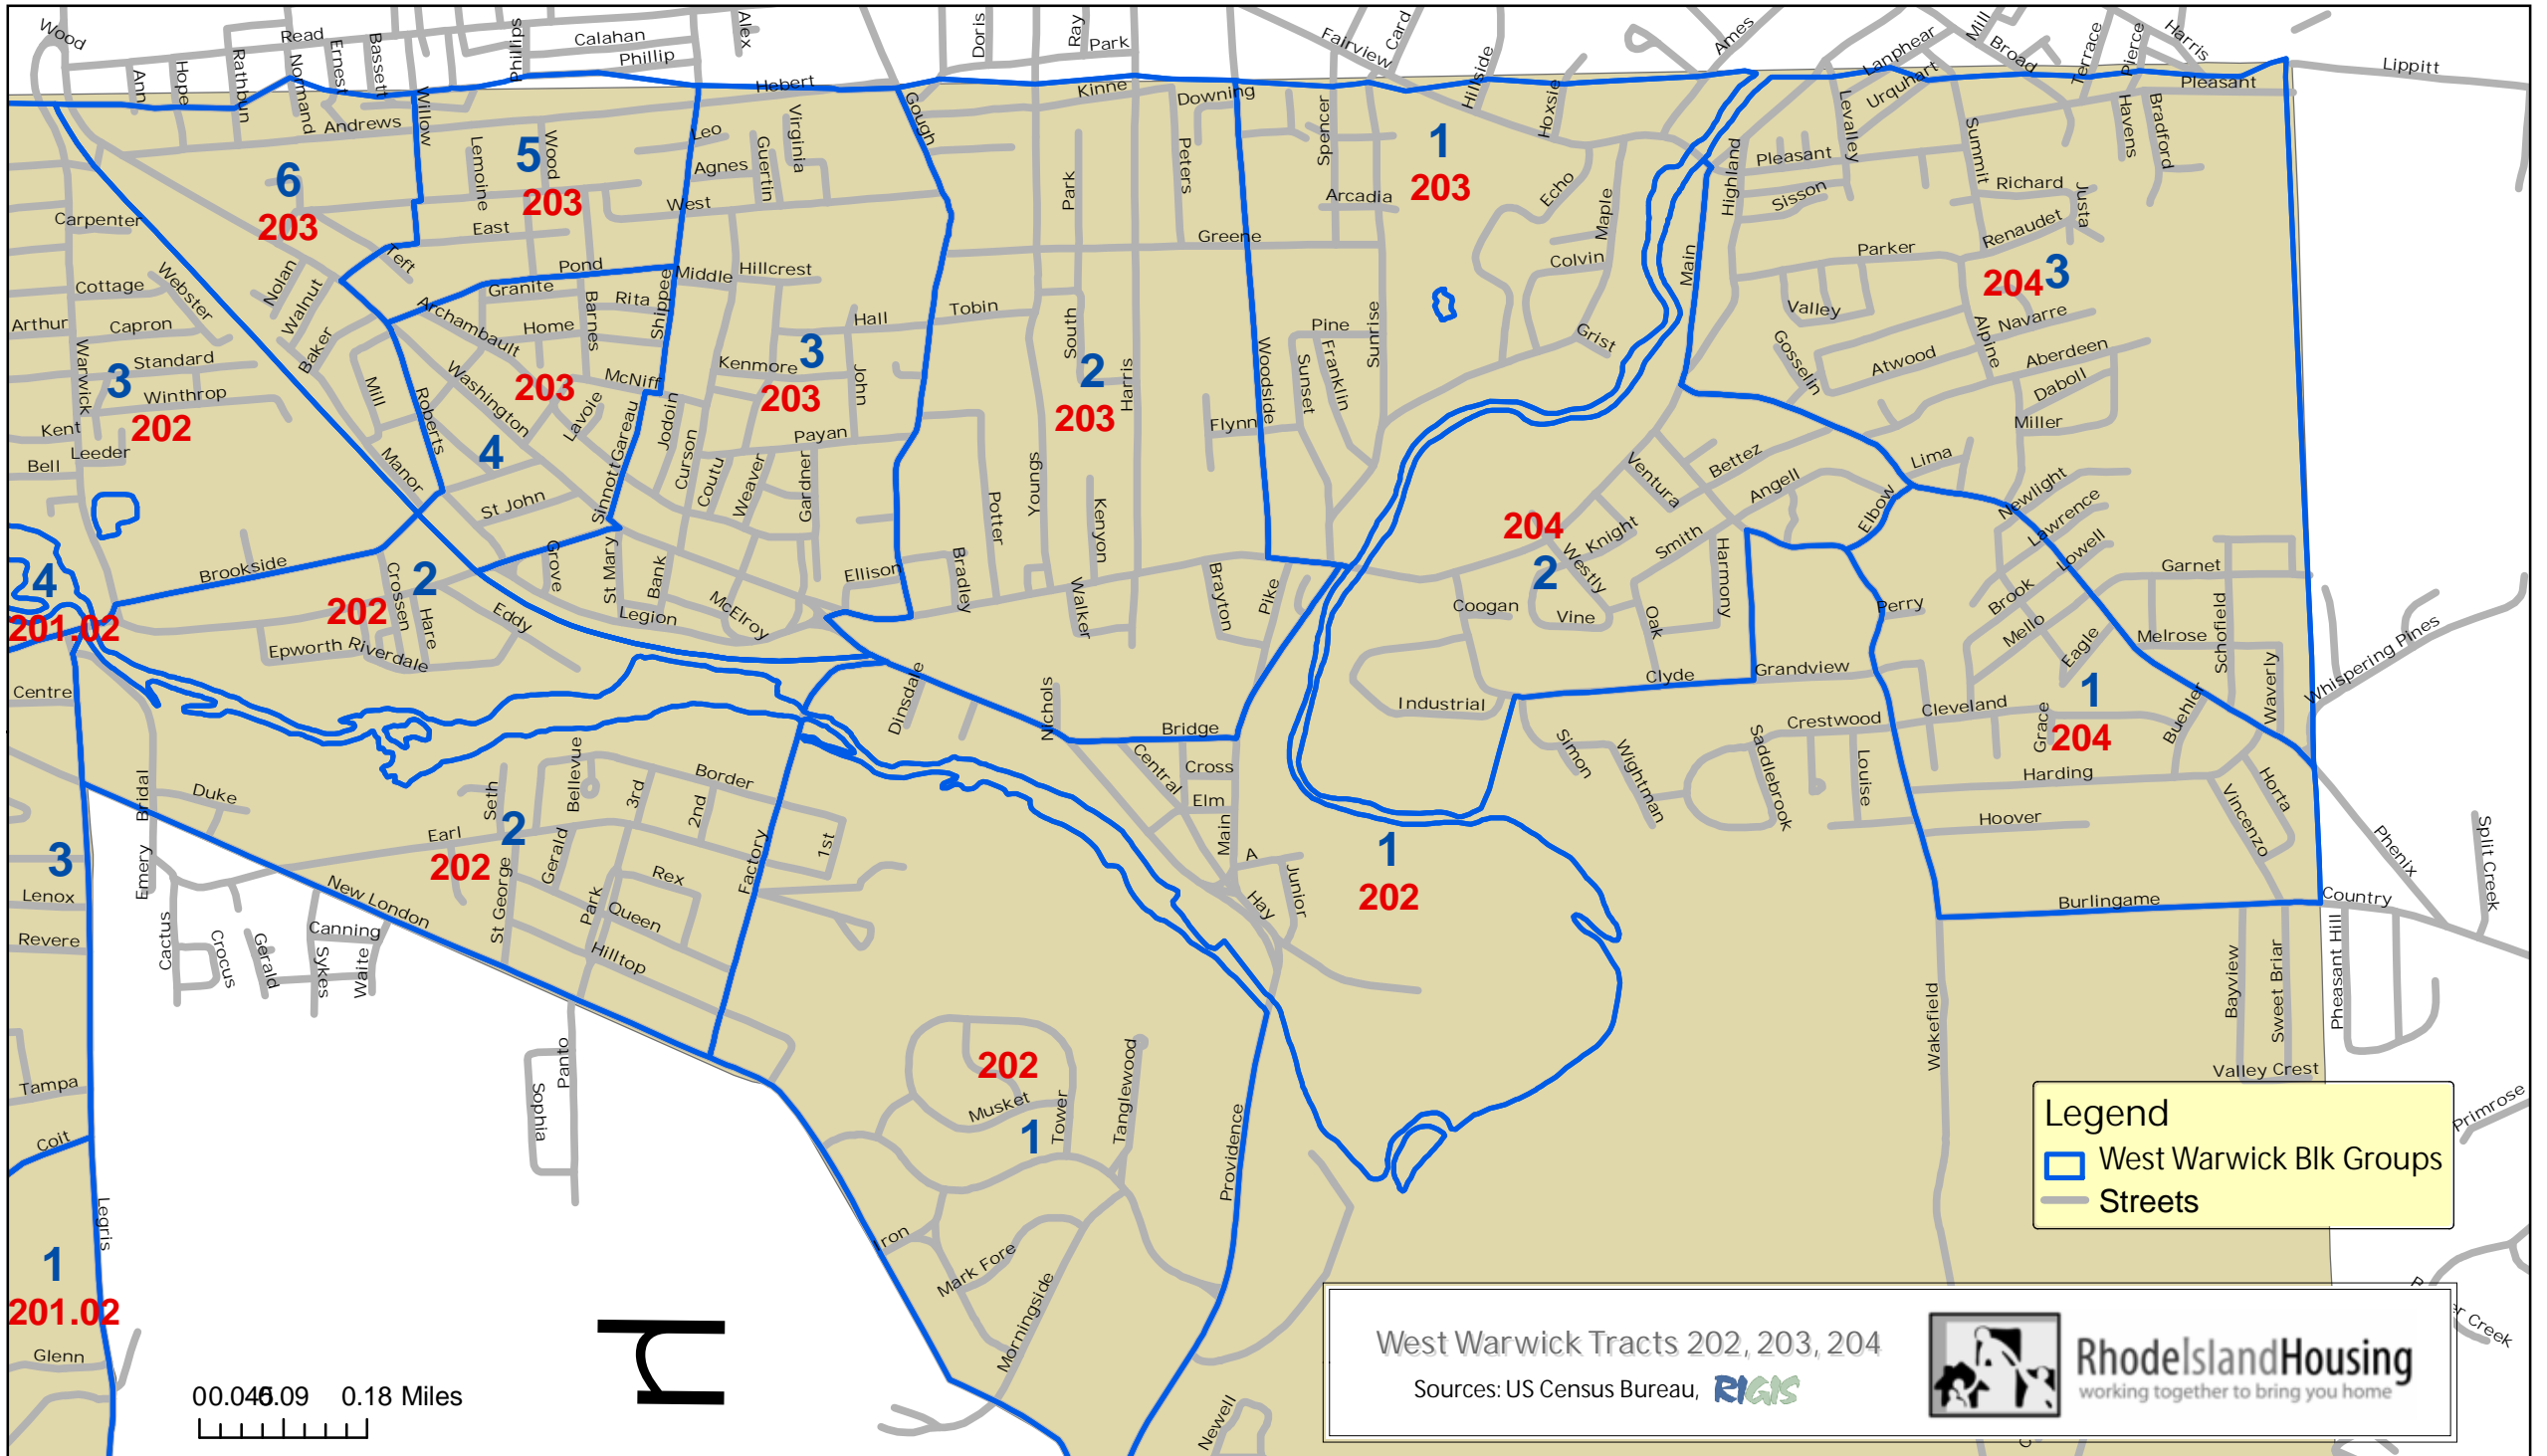 Wood
Read
Ernest
Bassett
Phillips
Calahan
Phillip
Alex
Doris
Ray
Park
Fairview
Card
Hillside
Ames
Lanphear
Mill
Broad
Terrace
Pierce
Harris
Lippitt
Ann
Hope
Rathbun
Normand
Willow
Hebert
Gough
Kinne
Downing
Spencer
Hoxsie
Levalley
Urquhart
Pleasant
Andrews
Lemoine
Wood
Leo
Agnes
Guertin
Virginia
Peters
Park
Arcadia
Echo
Maple
Highland
Pleasant
Sisson
Summit
Richard
Havens
Bradford
Justa
6
203
5
203
1
203
Carpenter
East
West
Greene
Colvin
Main
Parker
Renaudet
204
3
Teft
Pond
Middle
Hillcrest
Cottage
Webster
Nolan
Walnut
Granite
Barnes
Rita
Shippee
Tobin
Hall
Valley
Navarre
Arthur
Capron
Baker
Archambault
Home
South
Harris
Woodside
Pine
Sunset
Franklin
Sunrise
Grist
Gosselin
Atwood
Alpine
Aberdeen
Daboll
Miller
Warwick
Standard
Winthrop
3
202
Mill
Roberts
Washington
203
McNiff
Kenmore
3
203
John
2
203
Flynn
Kent
Leeder
Bell
Manor
4
Lavoie
Gareau
Sinnott
Jodoin
Curson
Coutu
Weaver
Gardner
Payan
St John
Potter
Youngs
Kenyon
204
2
Ventura
Bettez
Angell
Elbow
Lima
Newlight
Lawrence
Lowell
Knight
Smith
Westly
Harmony
Brookside
4
201.02
202
2
Crossen
Hare
Epworth
Riverdale
Eddy
Grove
St Mary
Bank
Legion
McElroy
Ellison
Bradley
Walker
Brayton
Pike
Coogan
Vine
Oak
Perry
Brook
Mello
Eagle
Garnet
Melrose
Schofield
Waverly
Whispering Pines
Centre
Dinsdale
Nichols
Bridge
Industrial
Clyde
Grandview
Crestwood
Cleveland
Grace
1
204
Buehler
Harding
Horta
Vincenzo
Hoover
Phenix
Split Creek
Bridal
Duke
Seth
Bellevue
3rd
2nd
Border
1st
Central
Cross
Elm
Main
Simon
Wightman
Saddlebrook
Louise
Earl
2
202
Gerald
St George
Park
Rex
Queen
Factory
Hilltop
A
Junior
Hay
1
202
Burlingame
Country
3
Lenox
Revere
Emery
Cactus
Crocus
Gerald
New London
Canning
Sykes
Waite
Panto
Sophia
Pheasant Hill
Bayview
Sweet Briar
Valley Crest
Wakefield
Primrose
Tampa
Coit
Legris
202
Musket
1
Tower
Tanglewood
Providence
Iron
Mark Fore
Morningside
Newell
1
201.02
Glenn
Legend
West Warwick Blk Groups
Streets
0 0.045 0.09 0.18 Miles
West Warwick Tracts 202, 203, 204
Sources: US Census Bureau, RIGIS
RhodeIslandHousing
working together to bring you home